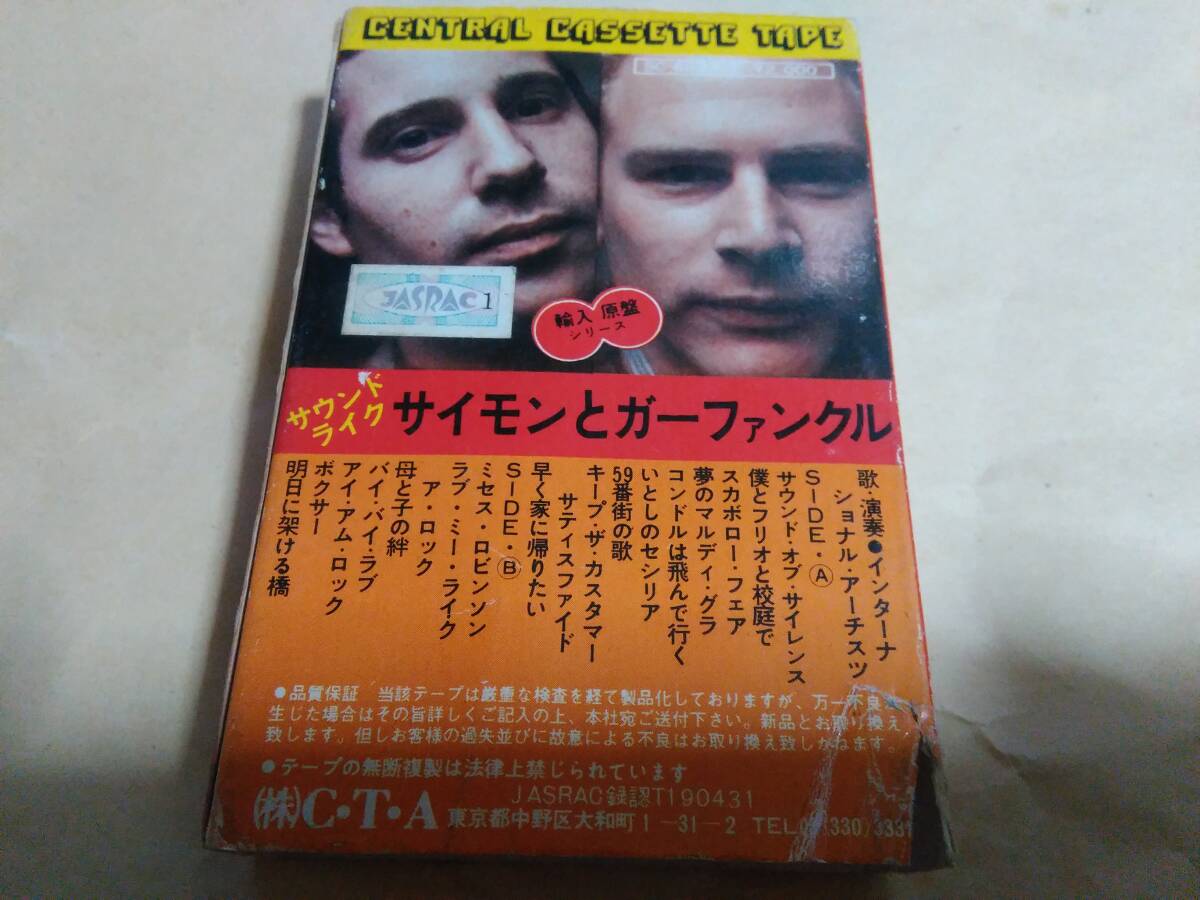 CENTRAL CASSETTE TAPE
JASRAC 1
輸入 原盤
シリーズ
サウンド
ライク
サイモンとガーファンクル
歌・演奏●インターナ
ショナル・アーチスツ
SIDE・Ⓐ
サウンド・オブ・サイレンス
僕とフリオと校庭で
スカボロー・フェア
夢のマルディ・グラ
コンドルは飛んで行く
いとしのセシリア
59番街の歌
キープ・ザ・カスタマー
サティスファイド
早く家に帰りたい
SIDE・Ⓑ
ミセス・ロビンソン
ラブ・ミー・ライク
ア・ロック
母と子の絆
バイ・バイ・ラブ
アイ・アム・ロック
ボクサー
明日に架ける橋
●品質保証 当該テープは厳重な検査を経て製品化しておりますが、万一不良
生じた場合はその旨詳しくご記入の上、本社宛ご送付下さい。新品とお取り換え
致します。但しお客様の過失並びに故意による不良はお取り換え致しかねます。
●テープの無断複製は法律上禁じられています
JASRAC録認T190431
㈱C・T・A 東京都中野区大和町1-31-2 TEL (330)3331